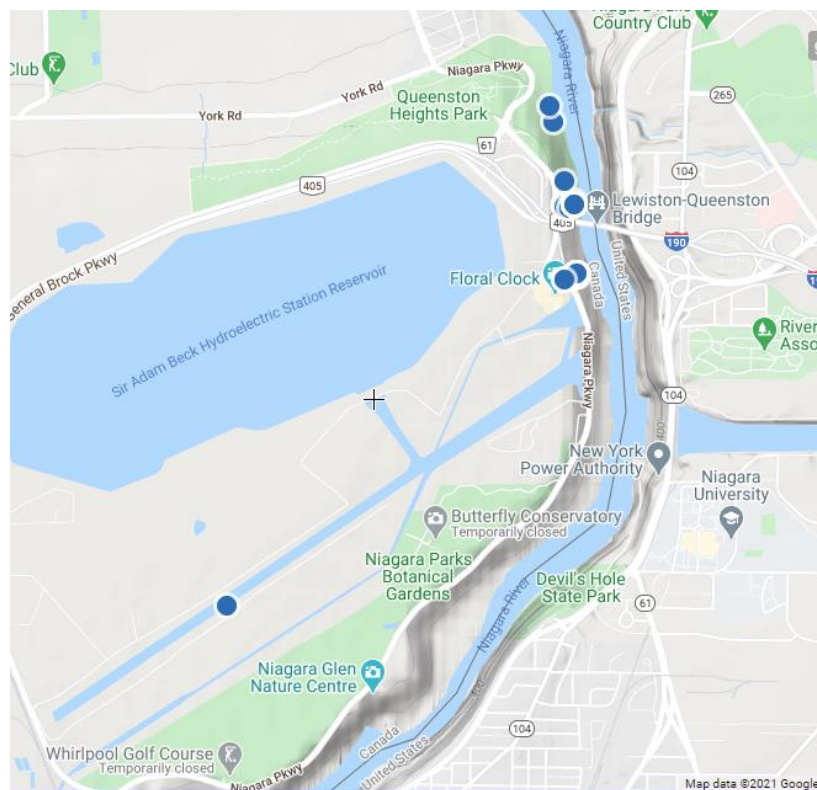 Country Club
Club
Niagara Pkwy
Niagara River
York Rd
York Rd
Queenston
Heights Park
265
61
104
405
Lewiston-Queenston
Bridge
405
190
General Brock Pkwy
Floral Clock
Canada
United States
Sir Adam Beck Hydroelectric Station Reservoir
River
Asso
Niagara Pkwy
104
400
New York
Power Authority
Niagara
University
Butterfly Conservatory
Temporarily closed
Niagara Parks
Botanical
Gardens
Devil's Hole
State Park
61
Niagara River
Niagara Glen
Nature Centre
400
104
Whirlpool Golf Course
Temporarily closed
Canada
United States
Niagara Pkwy
Map data ©2021 Google